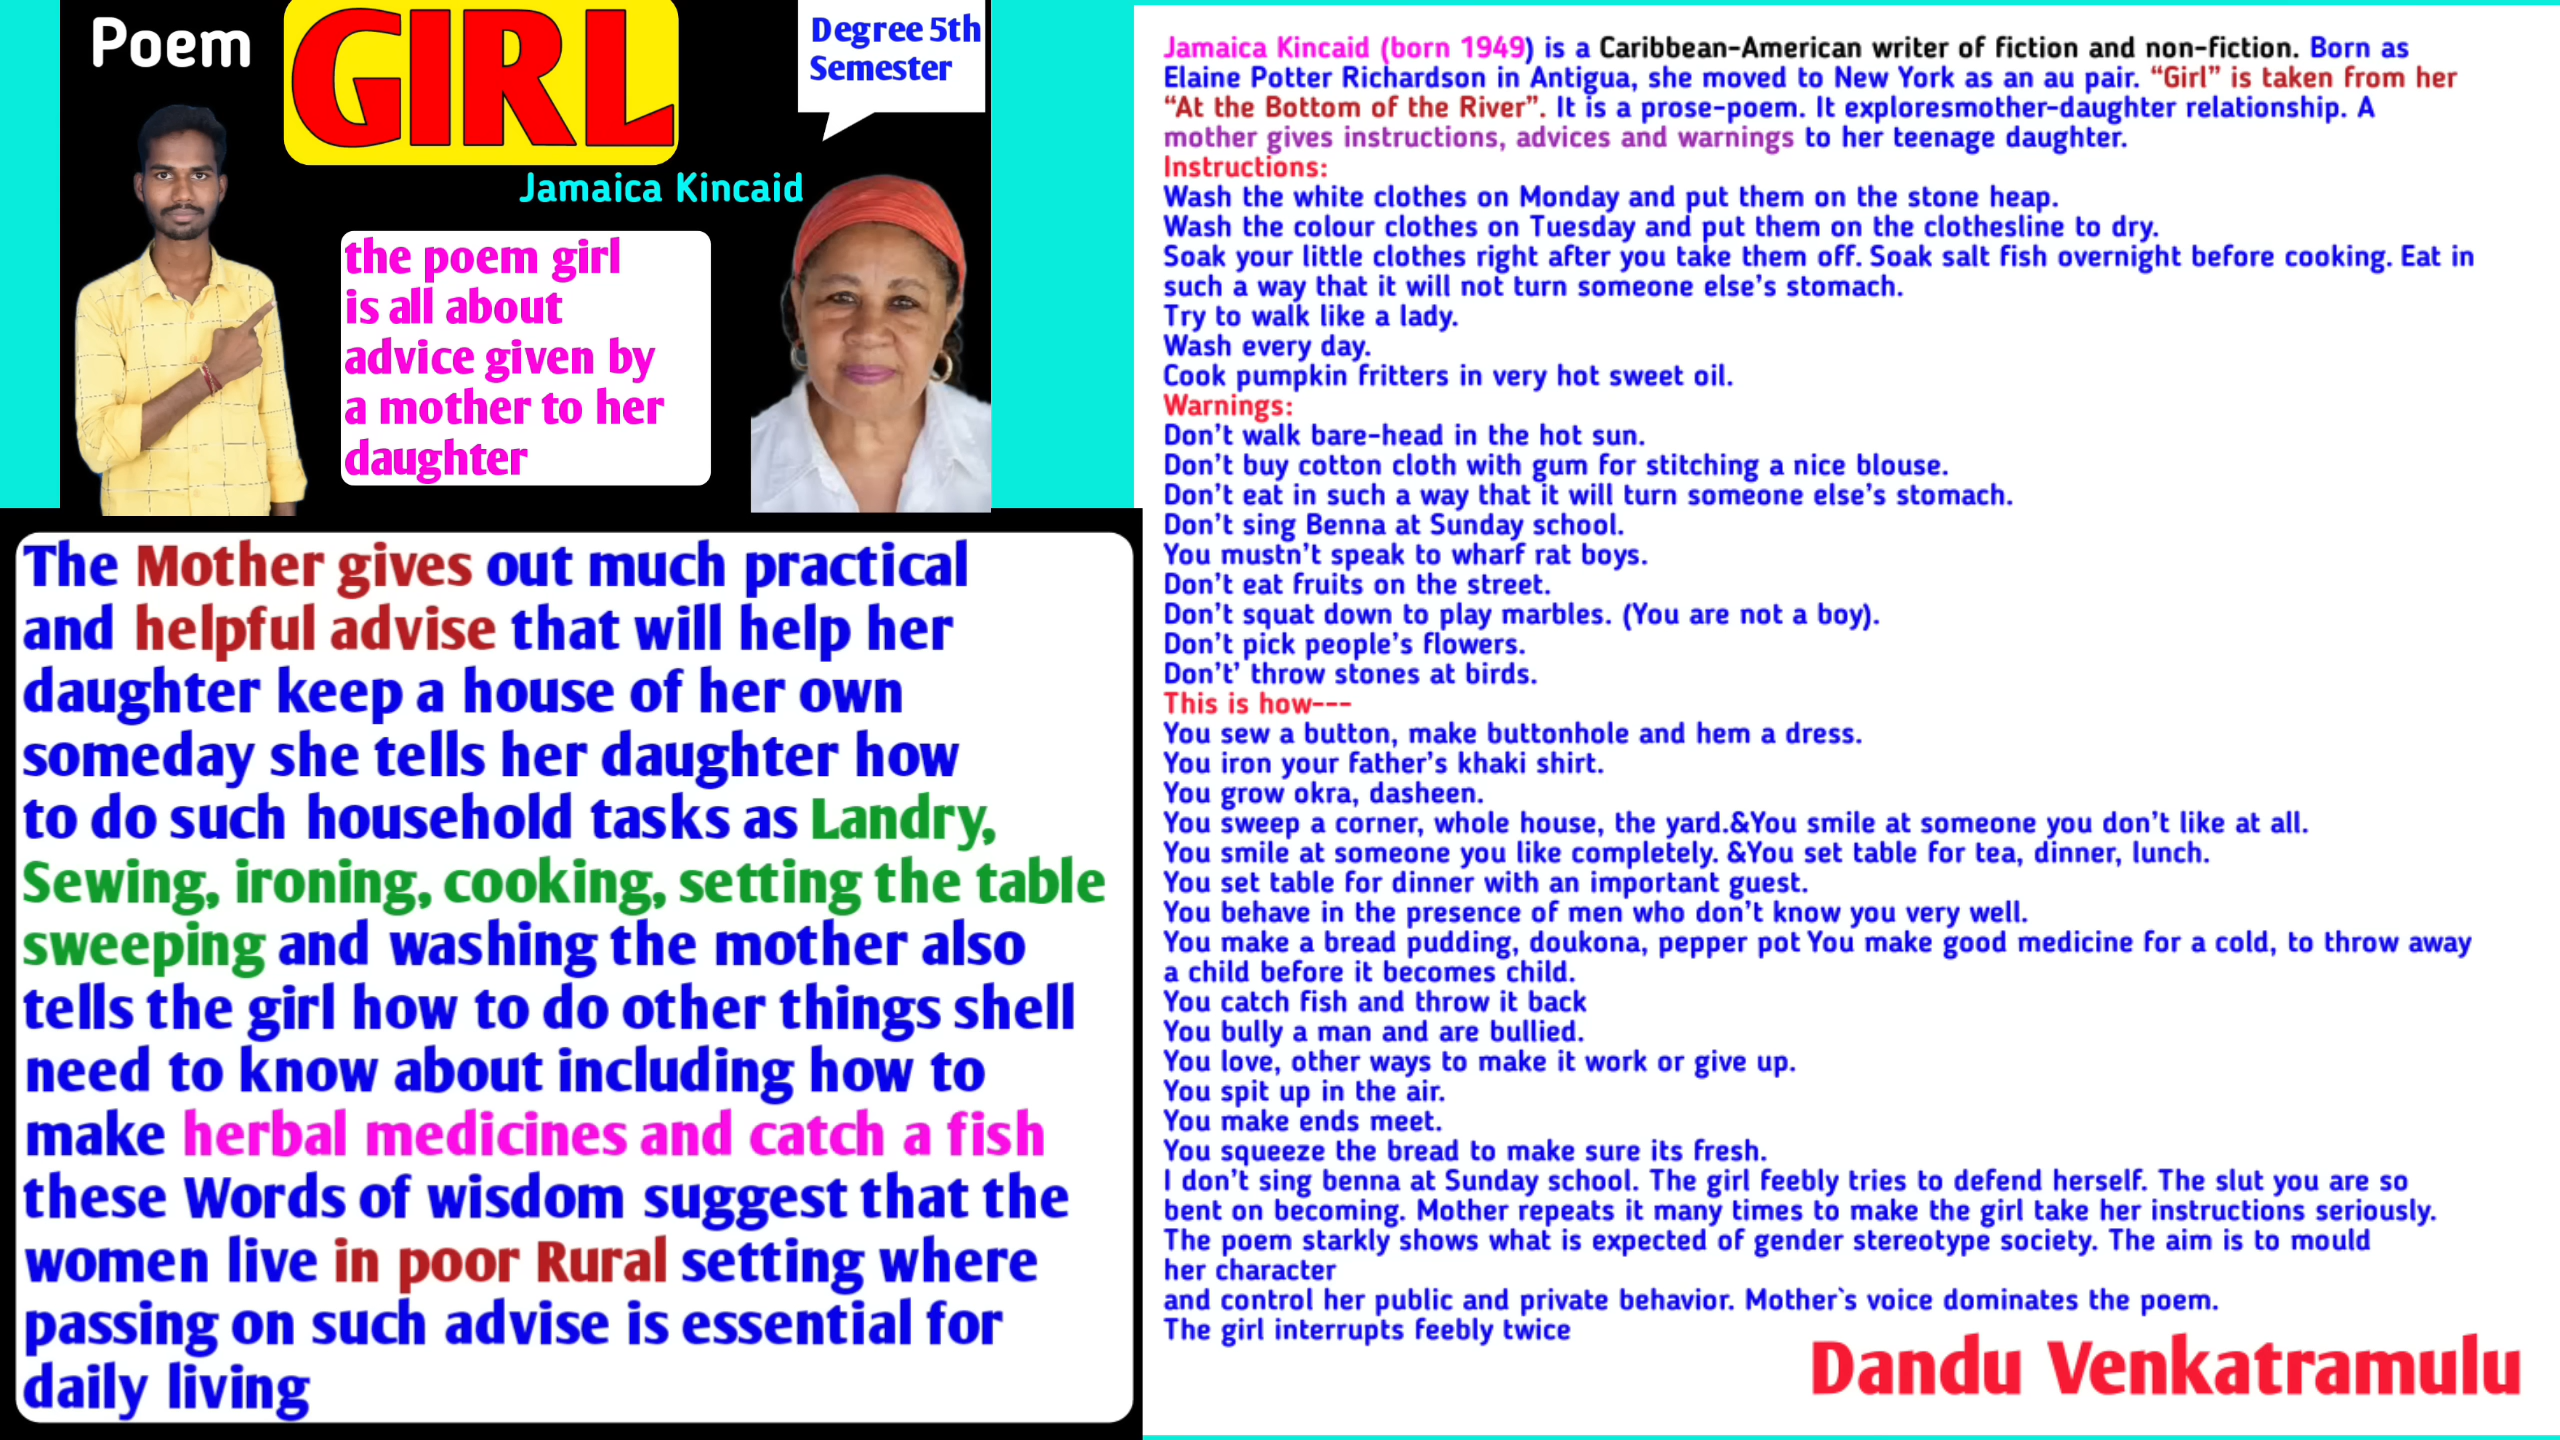 Poem
GIRL
Degree 5th
Semester
Jamaica Kincaid
the poem girl
is all about
advice given by
a mother to her
daughter
The Mother gives out much practical
and helpful advise that will help her
daughter keep a house of her own
someday she tells her daughter how
to do such household tasks as Landry,
Sewing, ironing, cooking, setting the table
sweeping and washing the mother also
tells the girl how to do other things shell
need to know about including how to
make herbal medicines and catch a fish
these Words of wisdom suggest that the
women live in poor Rural setting where
passing on such advise is essential for
daily living
Jamaica Kincaid (born 1949) is a Caribbean-American writer of fiction and non-fiction. Born as
Elaine Potter Richardson in Antigua, she moved to New York as an au pair. “Girl” is taken from her
“At the Bottom of the River”. It is a prose-poem. It exploresmother-daughter relationship. A
mother gives instructions, advices and warnings to her teenage daughter.
Instructions:
Wash the white clothes on Monday and put them on the stone heap.
Wash the colour clothes on Tuesday and put them on the clothesline to dry.
Soak your little clothes right after you take them off. Soak salt fish overnight before cooking. Eat in
such a way that it will not turn someone else’s stomach.
Try to walk like a lady.
Wash every day.
Cook pumpkin fritters in very hot sweet oil.
Warnings:
Don’t walk bare-head in the hot sun.
Don’t buy cotton cloth with gum for stitching a nice blouse.
Don’t eat in such a way that it will turn someone else’s stomach.
Don’t sing Benna at Sunday school.
You mustn’t speak to wharf rat boys.
Don’t eat fruits on the street.
Don’t squat down to play marbles. (You are not a boy).
Don’t pick people’s flowers.
Don’t’ throw stones at birds.
This is how---
You sew a button, make buttonhole and hem a dress.
You iron your father’s khaki shirt.
You grow okra, dasheen.
You sweep a corner, whole house, the yard.&You smile at someone you don’t like at all.
You smile at someone you like completely. &You set table for tea, dinner, lunch.
You set table for dinner with an important guest.
You behave in the presence of men who don’t know you very well.
You make a bread pudding, doukona, pepper pot You make good medicine for a cold, to throw away
a child before it becomes child.
You catch fish and throw it back
You bully a man and are bullied.
You love, other ways to make it work or give up.
You spit up in the air.
You make ends meet.
You squeeze the bread to make sure its fresh.
I don’t sing benna at Sunday school. The girl feebly tries to defend herself. The slut you are so
bent on becoming. Mother repeats it many times to make the girl take her instructions seriously.
The poem starkly shows what is expected of gender stereotype society. The aim is to mould
her character
and control her public and private behavior. Mother`s voice dominates the poem.
The girl interrupts feebly twice
Dandu Venkatramulu